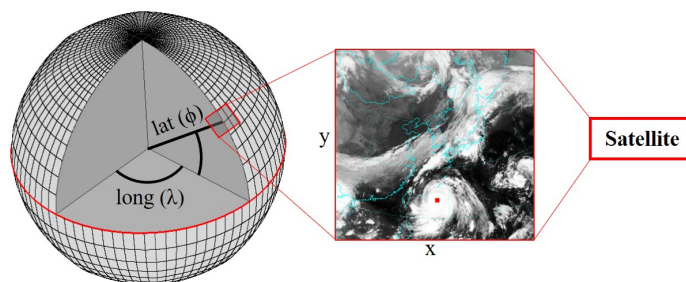 lat (ϕ)
long (λ)
y
x
Satellite